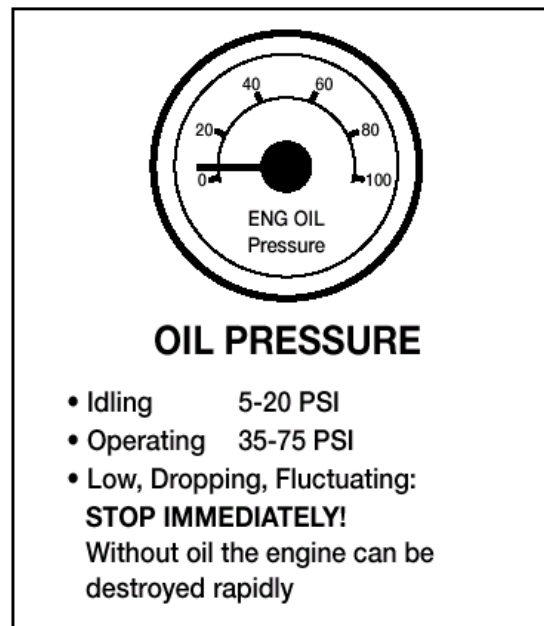 40 60
20 80
0 100
ENG OIL
Pressure
OIL PRESSURE
• Idling 5-20 PSI
• Operating 35-75 PSI
• Low, Dropping, Fluctuating:
STOP IMMEDIATELY!
Without oil the engine can be
destroyed rapidly